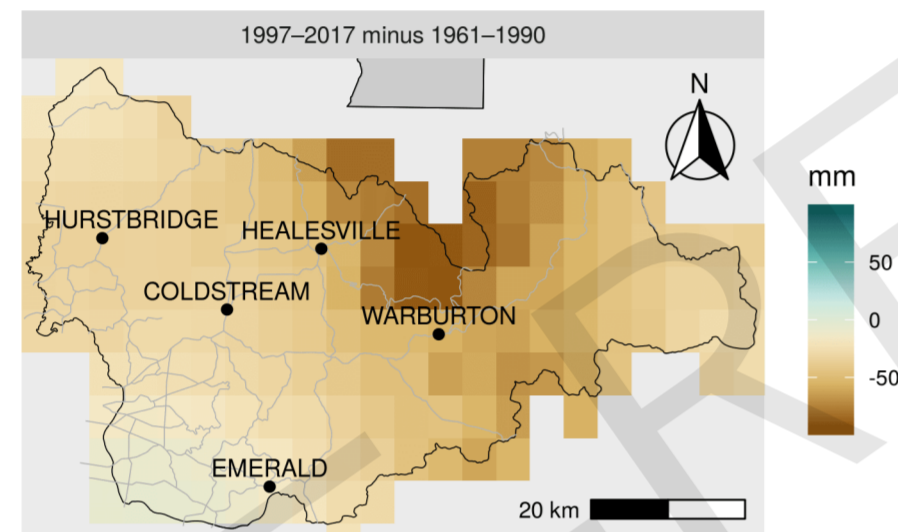 1997–2017 minus 1961–1990
N
mm
HURSTBRIDGE
HEALESVILLE
50
COLDSTREAM
WARBURTON
0
-50
EMERALD
20 km